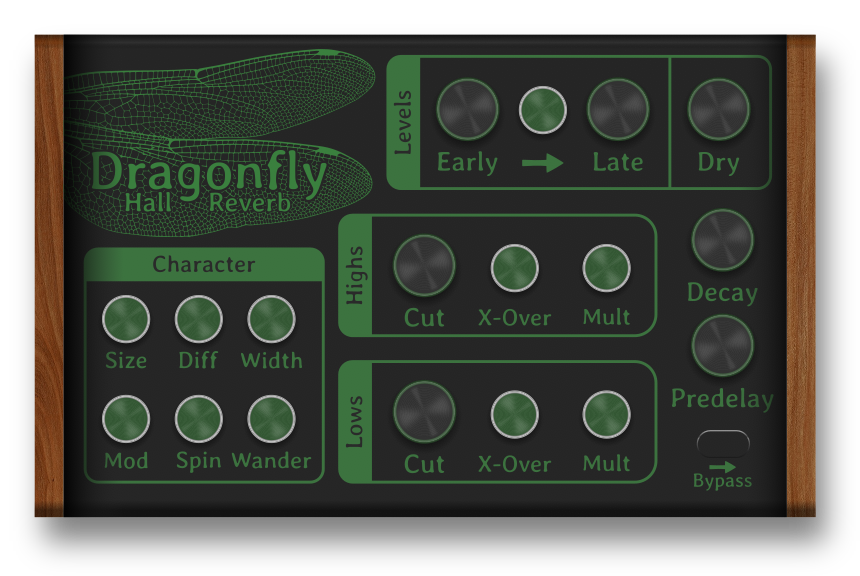 Dragonfly
Hall Reverb
Levels
Early → Late
Dry
Highs
Cut X-Over Mult
Decay
Character
Size Diff Width
Mod Spin Wander
Lows
Cut X-Over Mult
Predelay
Bypass